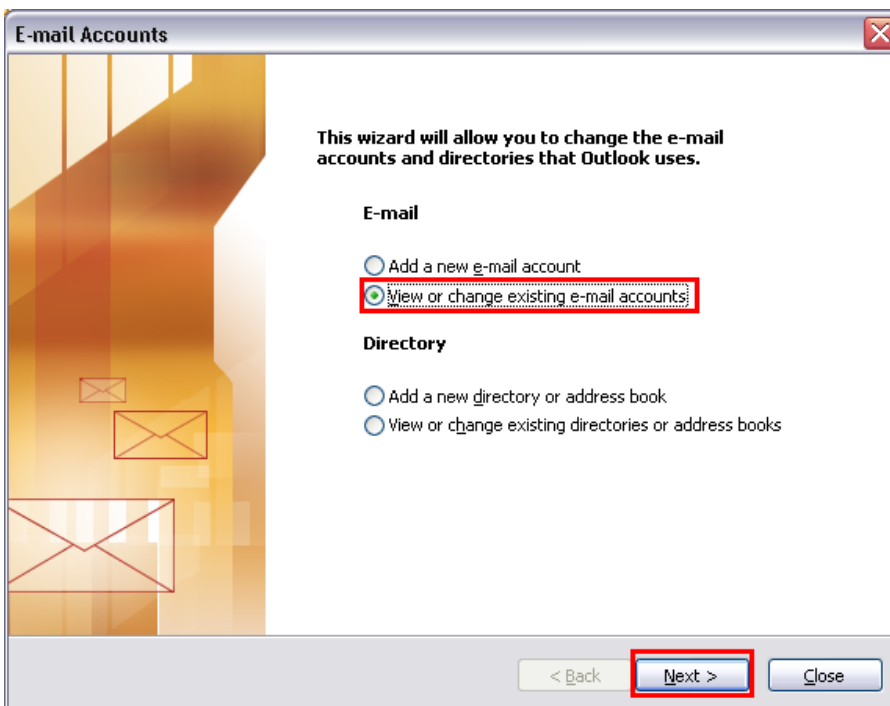 E-mail Accounts
This wizard will allow you to change the e-mail
accounts and directories that Outlook uses.
E-mail
Add a new e-mail account
View or change existing e-mail accounts
Directory
Add a new directory or address book
View or change existing directories or address books
< Back Next > Close